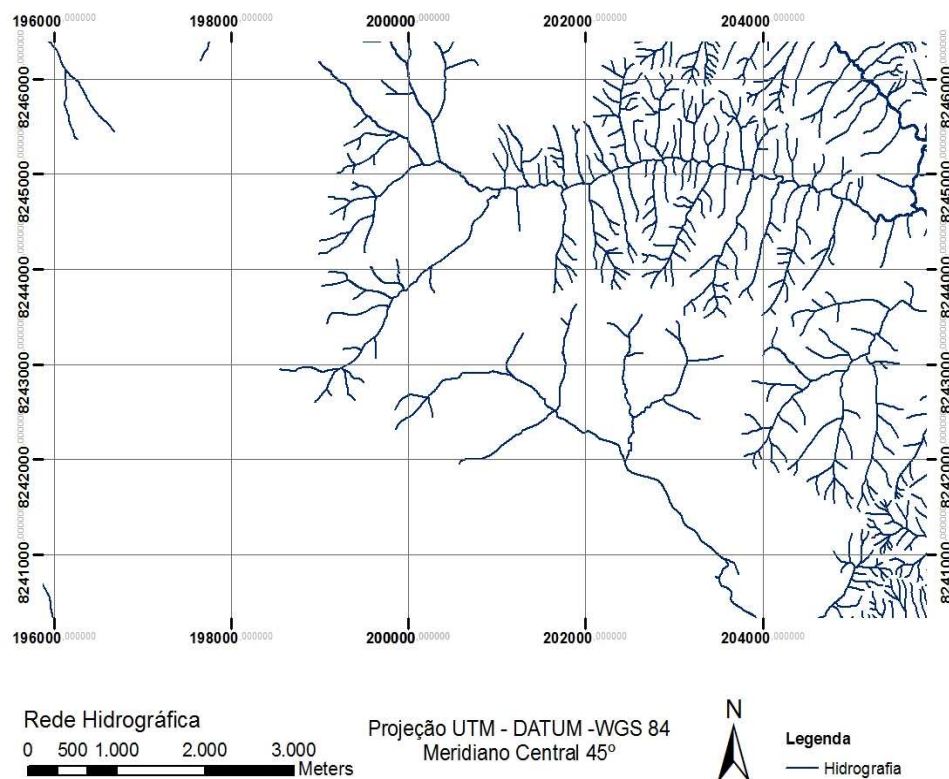 196000,000000 198000,000000 200000,000000 202000,000000 204000,000000
8246000,000000 8246000,000000
8245000,000000 8245000,000000
8244000,000000 8244000,000000
8243000,000000 8243000,000000
8242000,000000 8242000,000000
8241000,000000 8241000,000000
196000,000000 198000,000000 200000,000000 202000,000000 204000,000000
Rede Hidrográfica
0 500 1.000 2.000 3.000
Meters
Projeção UTM - DATUM -WGS 84
Meridiano Central 45º
N
Legenda
Hidrografia